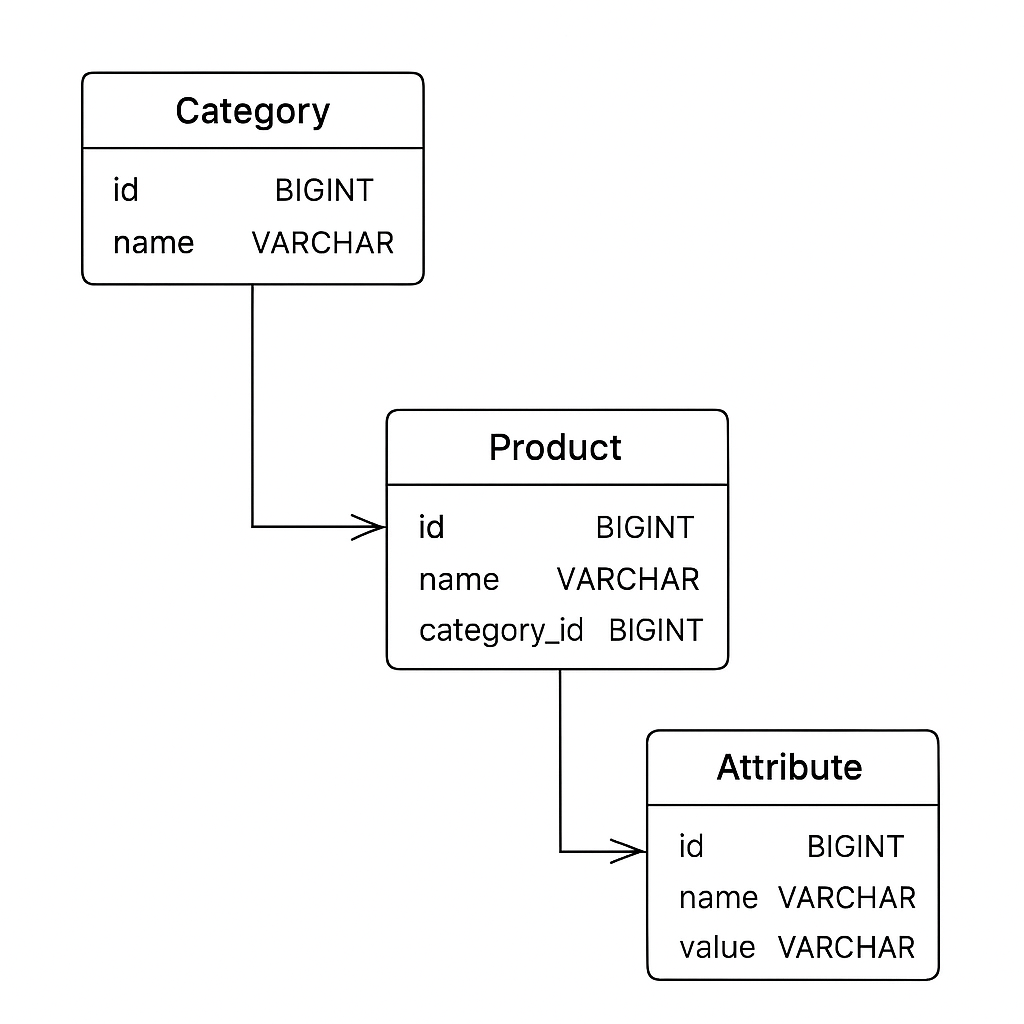 Category
id BIGINT
name VARCHAR
Product
id BIGINT
name VARCHAR
category_id BIGINT
Attribute
id BIGINT
name VARCHAR
value VARCHAR